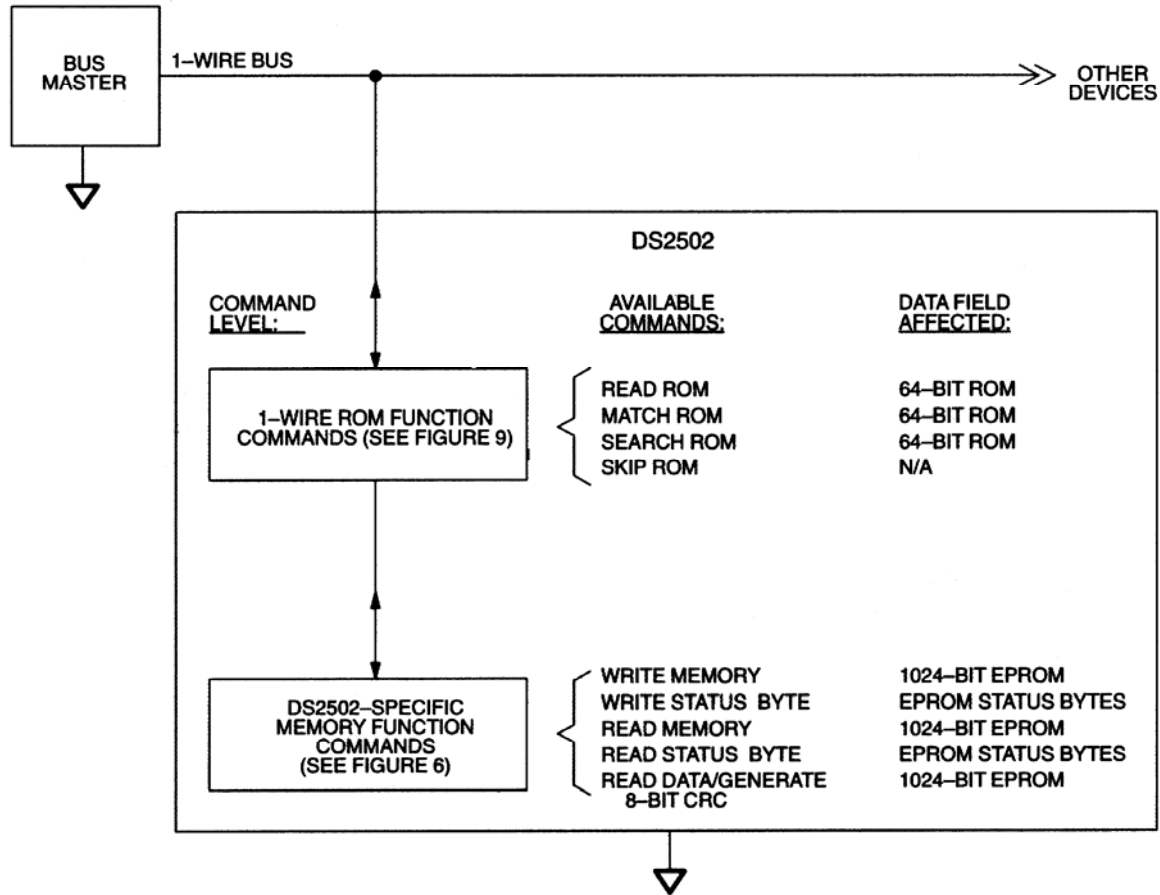 BUS
MASTER
1–WIRE BUS
OTHER
DEVICES
DS2502
COMMAND
LEVEL:
AVAILABLE
COMMANDS:
DATA FIELD
AFFECTED:
1–WIRE ROM FUNCTION
COMMANDS (SEE FIGURE 9)
READ ROM 64–BIT ROM
MATCH ROM 64–BIT ROM
SEARCH ROM 64–BIT ROM
SKIP ROM N/A
DS2502–SPECIFIC
MEMORY FUNCTION
COMMANDS
(SEE FIGURE 6)
WRITE MEMORY 1024–BIT EPROM
WRITE STATUS BYTE EPROM STATUS BYTES
READ MEMORY 1024–BIT EPROM
READ STATUS BYTE EPROM STATUS BYTES
READ DATA/GENERATE 1024–BIT EPROM
8–BIT CRC